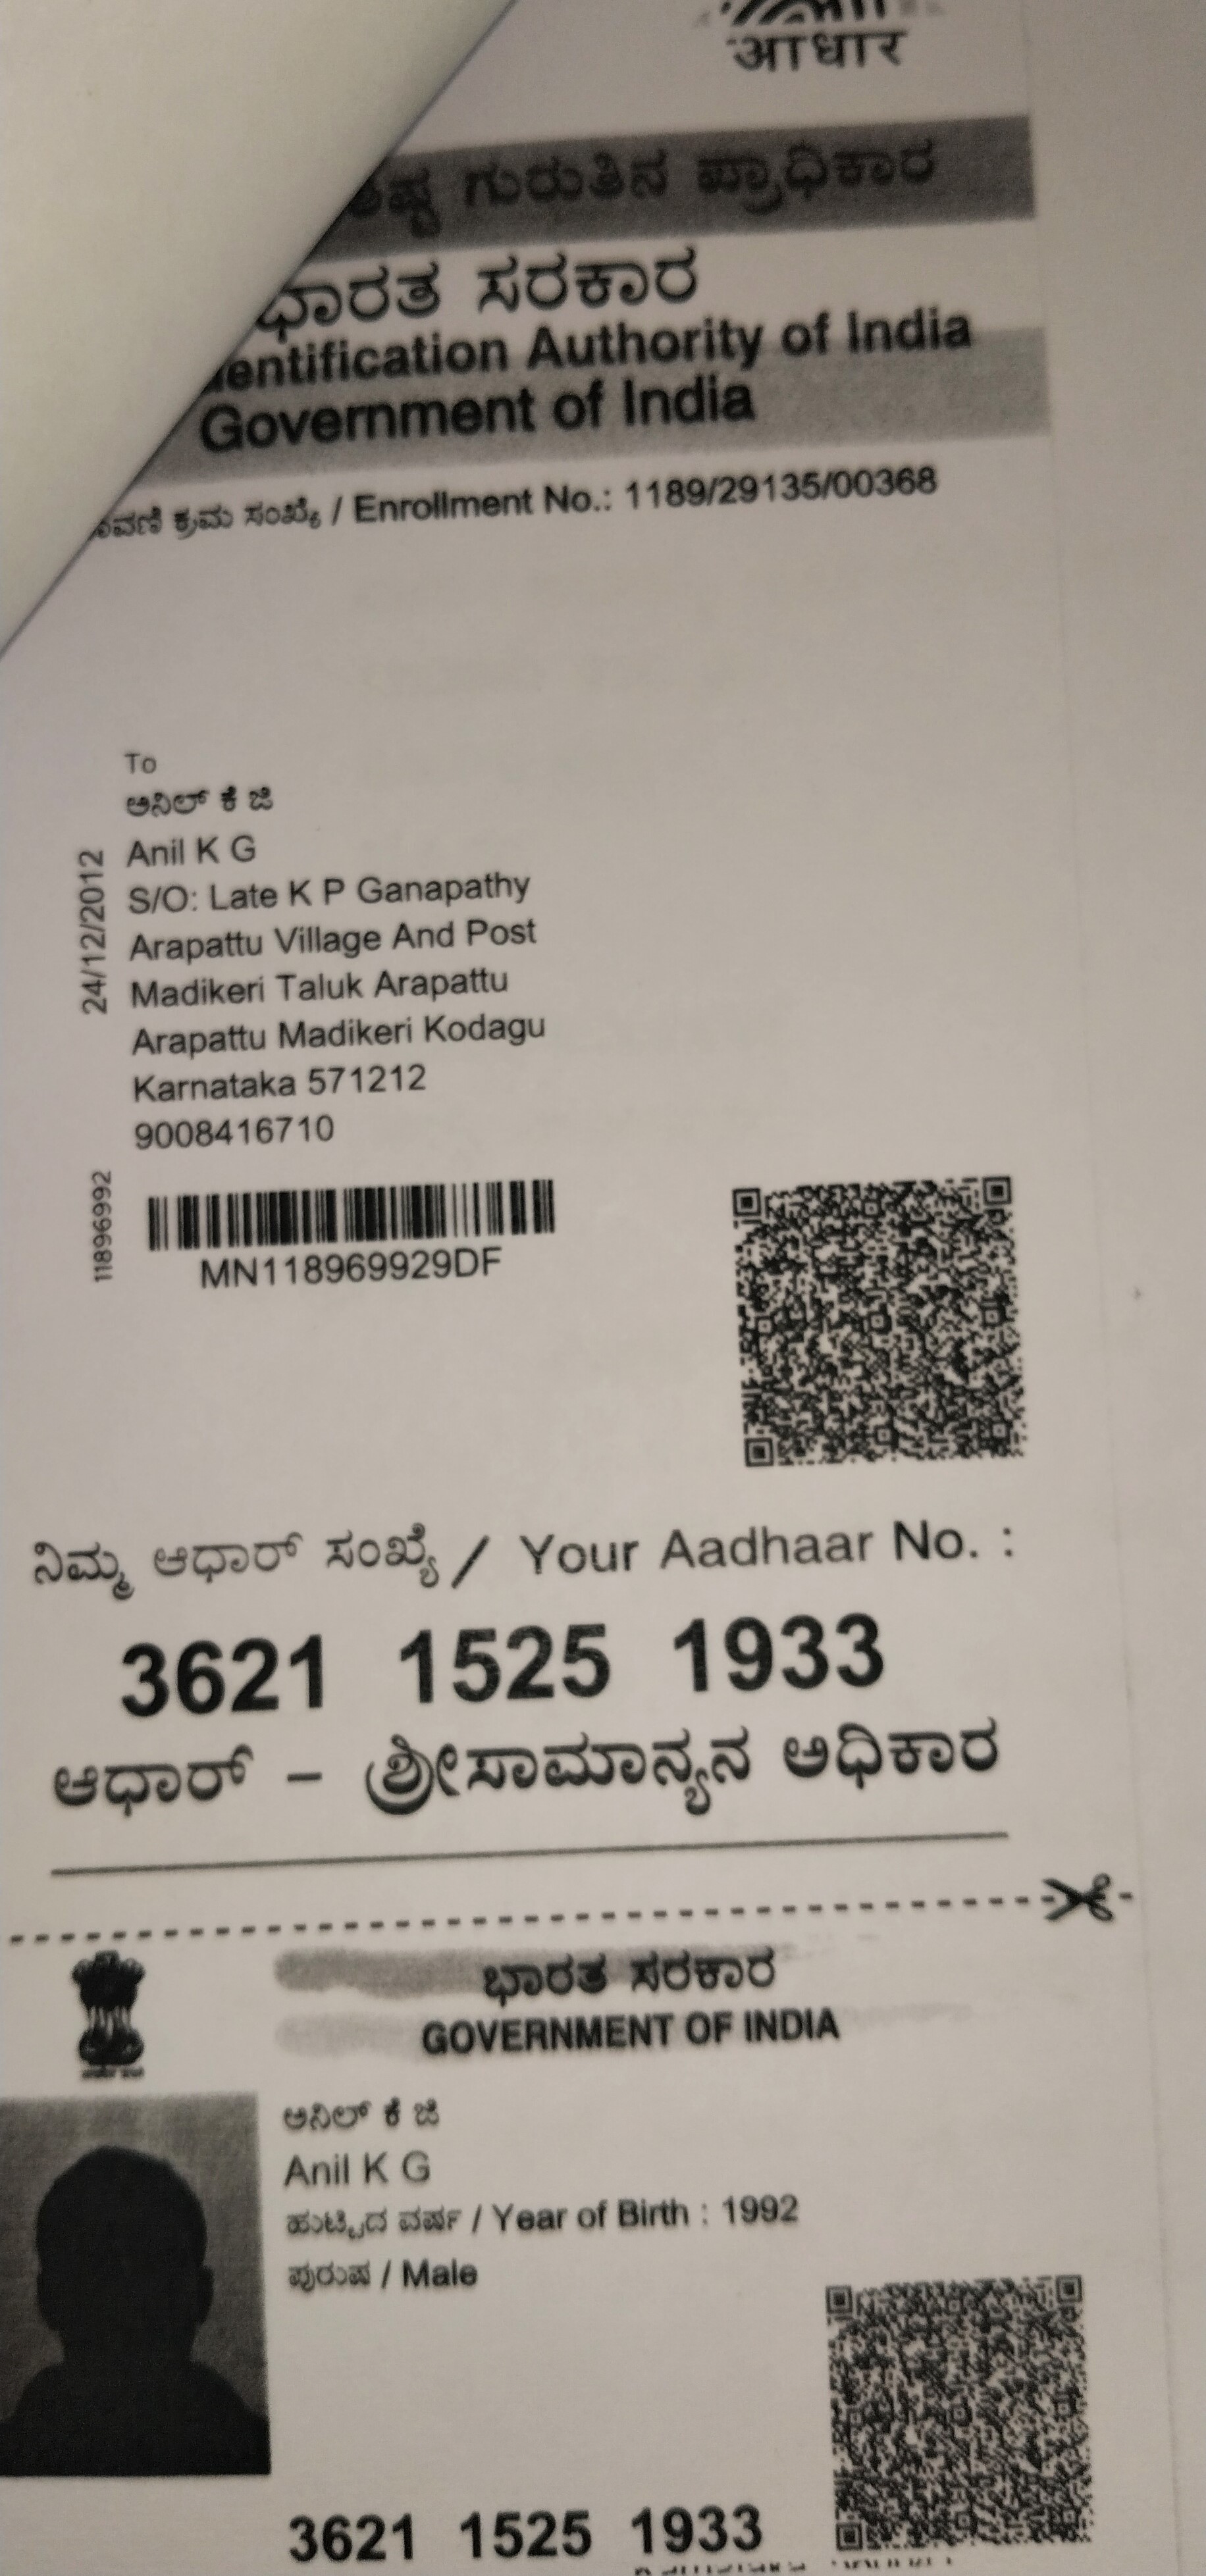 आधार
ಗುರುತಿನ ಪ್ರಾಧಿಕಾರ
ಭಾರತ ಸರಕಾರ
entification Authority of India
Government of India
ಕ್ರಮ ಸಂಖ್ಯೆ / Enrollment No.: 1189/29135/00368
To
ಅನಿಲ್ ಕೆ ಜಿ
Anil K G
S/O: Late K P Ganapathy
Arapattu Village And Post
Madikeri Taluk Arapattu
Arapattu Madikeri Kodagu
Karnataka 571212
9008416710
24/12/2012
11896992
MN118969929DF
ನಿಮ್ಮ ಆಧಾರ್ ಸಂಖ್ಯೆ / Your Aadhaar No. :
3621 1525 1933
ಆಧಾರ್ – ಶ್ರೀಸಾಮಾನ್ಯನ ಅಧಿಕಾರ
ಭಾರತ ಸರಕಾರ
GOVERNMENT OF INDIA
ಅನಿಲ್ ಕೆ ಜಿ
Anil K G
ಹುಟ್ಟಿದ ವರ್ಷ / Year of Birth : 1992
ಪುರುಷ / Male
3621 1525 1933